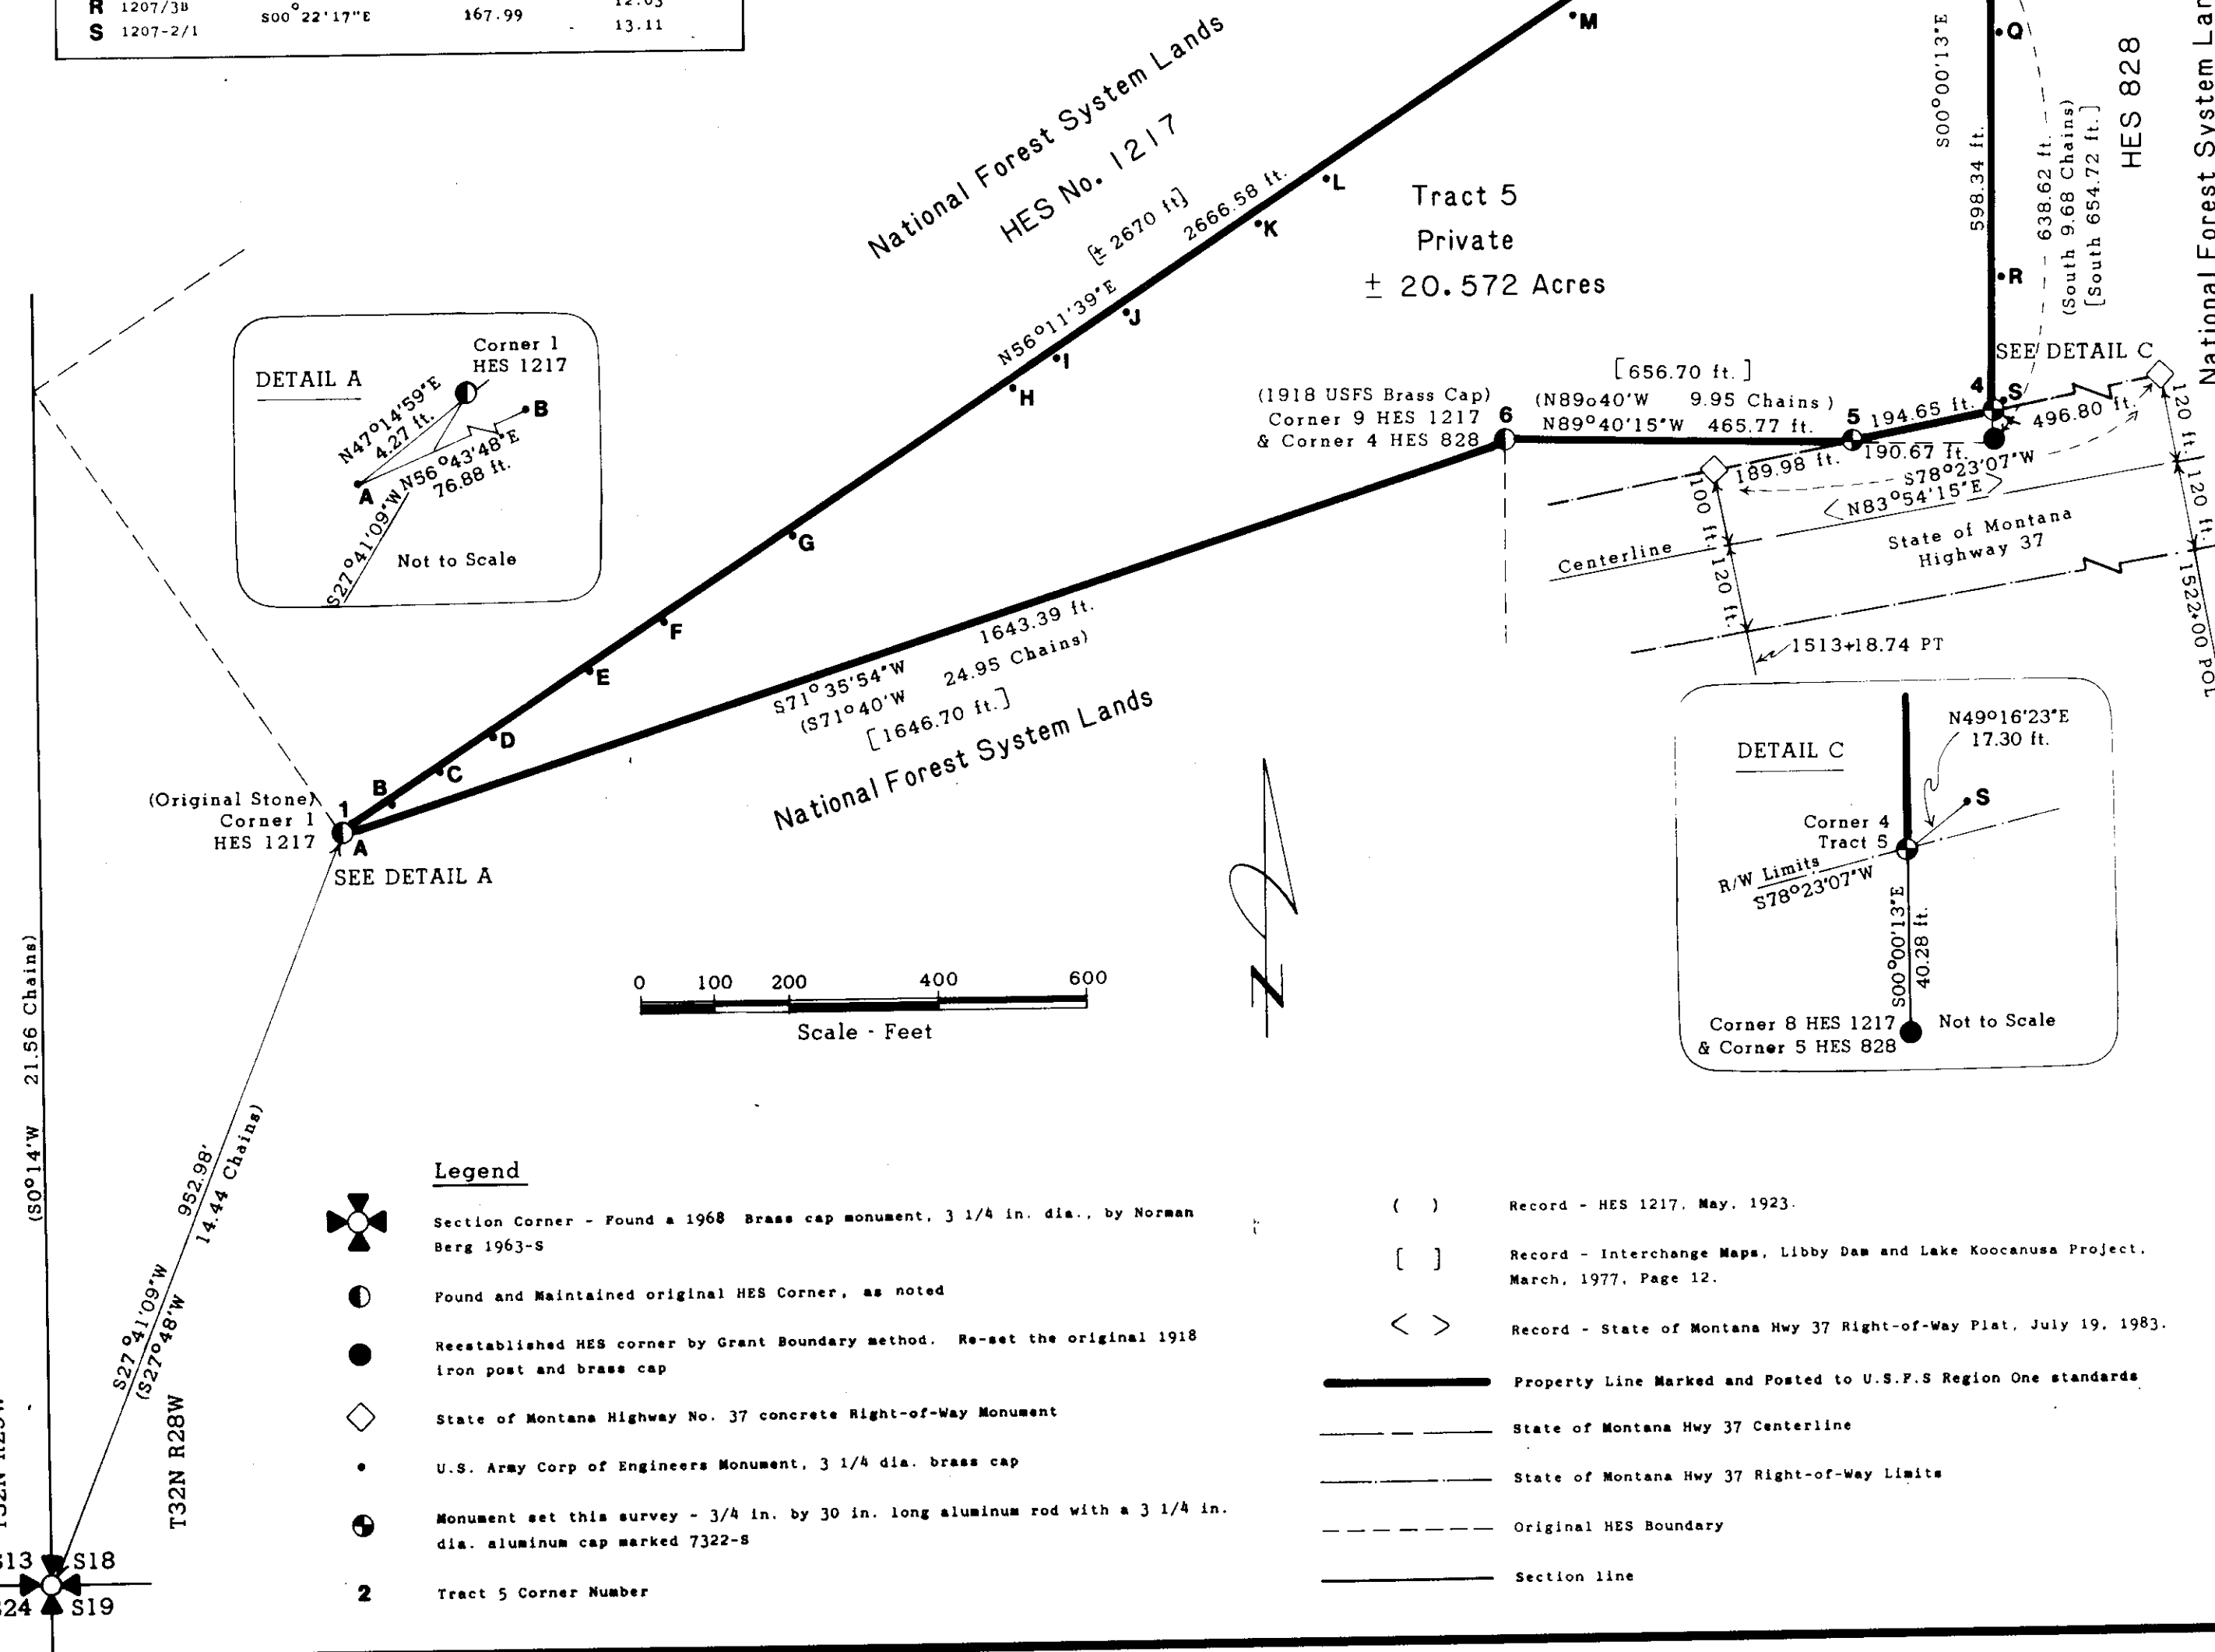 R 1207/3B
S00°22'17"E 167.99
S 1207-2/1 13.11
National Forest System Lands
HES No. 1217
[± 2670 ft]
2666.58 ft.
N56°11'39"E
M
L
K
J
I
H
G
F
E
D
C
B
Tract 5
Private
± 20.572 Acres
S00°00'13"E
598.34 ft.
638.62 ft.
(South 9.68 Chains)
[South 654.72 ft.]
HES 828
Q
R
DETAIL A
Corner 1
HES 1217
N47°14'59"E
4.27 ft.
B
A
N56°43'48"E
76.88 ft.
S27°41'09"W
Not to Scale
SEE DETAIL C
4
S
[656.70 ft.]
(1918 USFS Brass Cap)
Corner 9 HES 1217
& Corner 4 HES 828
6
(N89o40'W 9.95 Chains)
N89°40'15"W 465.77 ft.
5
194.65 ft.
496.80 ft.
189.98 ft.
190.67 ft.
S78°23'07"W
<N83°54'15"E>
120 ft.
120 ft.
100 ft.
120 ft.
Centerline
State of Montana
Highway 37
1513+18.74 PT
1522+00 POL
1643.39 ft.
S71°35'54"W
(S71°40'W 24.95 Chains)
[1646.70 ft.]
National Forest System Lands
(Original Stone)
Corner 1
HES 1217
1
A
SEE DETAIL A
DETAIL C
N49°16'23"E
17.30 ft.
S
Corner 4
Tract 5
R/W Limits
S78°23'07"W
S00°00'13"E
40.28 ft.
Corner 8 HES 1217
& Corner 5 HES 828
Not to Scale
0 100 200 400 600
Scale - Feet
N
(S0°14'W 21.56 Chains)
952.98'
14.44 Chains)
S27°41'09"W
(S27°48'W
T32N R28W
S18
S19
Legend
Section Corner - Found a 1968 Brass cap monument, 3 1/4 in. dia., by Norman
Berg 1963-S
Found and Maintained original HES Corner, as noted
Reestablished HES corner by Grant Boundary method. Re-set the original 1918
iron post and brass cap
State of Montana Highway No. 37 concrete Right-of-Way Monument
U.S. Army Corp of Engineers Monument, 3 1/4 dia. brass cap
Monument set this survey - 3/4 in. by 30 in. long aluminum rod with a 3 1/4 in.
dia. aluminum cap marked 7322-S
2 Tract 5 Corner Number
( ) Record - HES 1217, May, 1923.
[ ] Record - Interchange Maps, Libby Dam and Lake Koocanusa Project,
March, 1977, Page 12.
< > Record - State of Montana Hwy 37 Right-of-Way Plat, July 19, 1983.
Property Line Marked and Posted to U.S.F.S Region One standards
State of Montana Hwy 37 Centerline
State of Montana Hwy 37 Right-of-Way Limits
Original HES Boundary
Section line